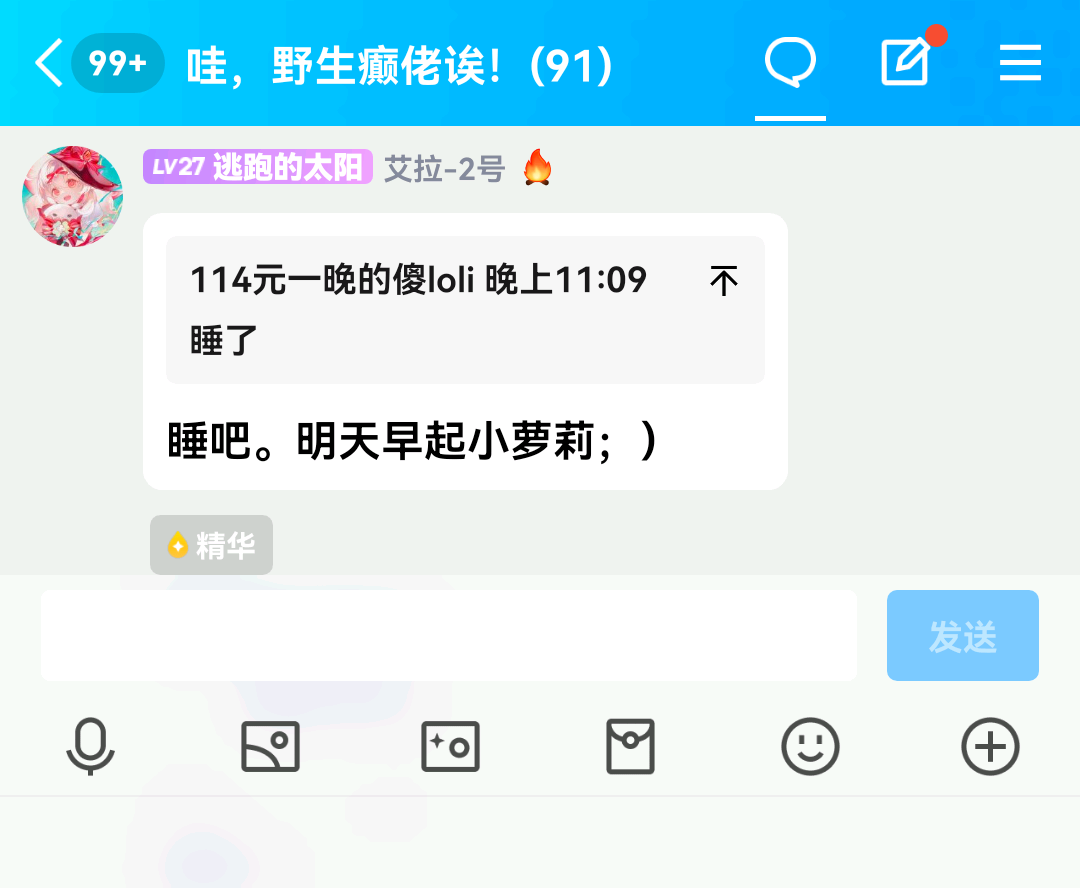 99+ 哇，野生癫佬诶!（91）
LV27 逃跑的太阳 艾拉-2号
114元一晚的傻loli 晚上11:09
睡了
睡吧。明天早起小萝莉；）
精华
发送